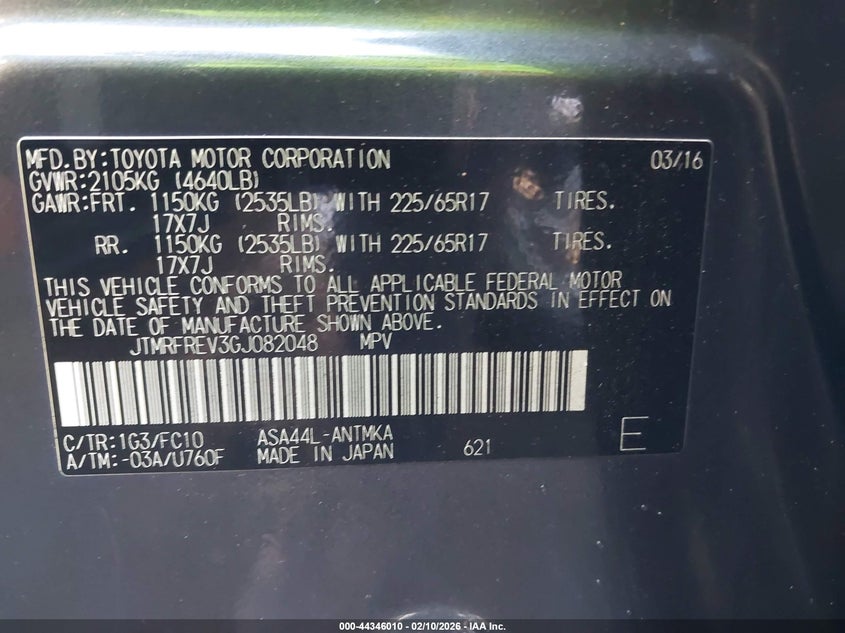 MFD.BY:TOYOTA MOTOR CORPORATION 03/16
GVWR:2105KG (4640LB)
GAWR:FRT. 1150KG (2535LB) WITH 225/65R17 TIRES.
17X7J RIMS.
RR. 1150KG (2535LB) WITH 225/65R17 TIRES.
17X7J RIMS.
THIS VEHICLE CONFORMS TO ALL APPLICABLE FEDERAL MOTOR
VEHICLE SAFETY AND THEFT PREVENTION STANDARDS IN EFFECT ON
THE DATE OF MANUFACTURE SHOWN ABOVE.
JTMRFREV3GJ082048 MPV
C/TR:1G3/FC10 ASA44L-ANTMKA
A/TM:-03A/U760F MADE IN JAPAN 621 E
000-44346010 - 02/10/2026 - IAA Inc.